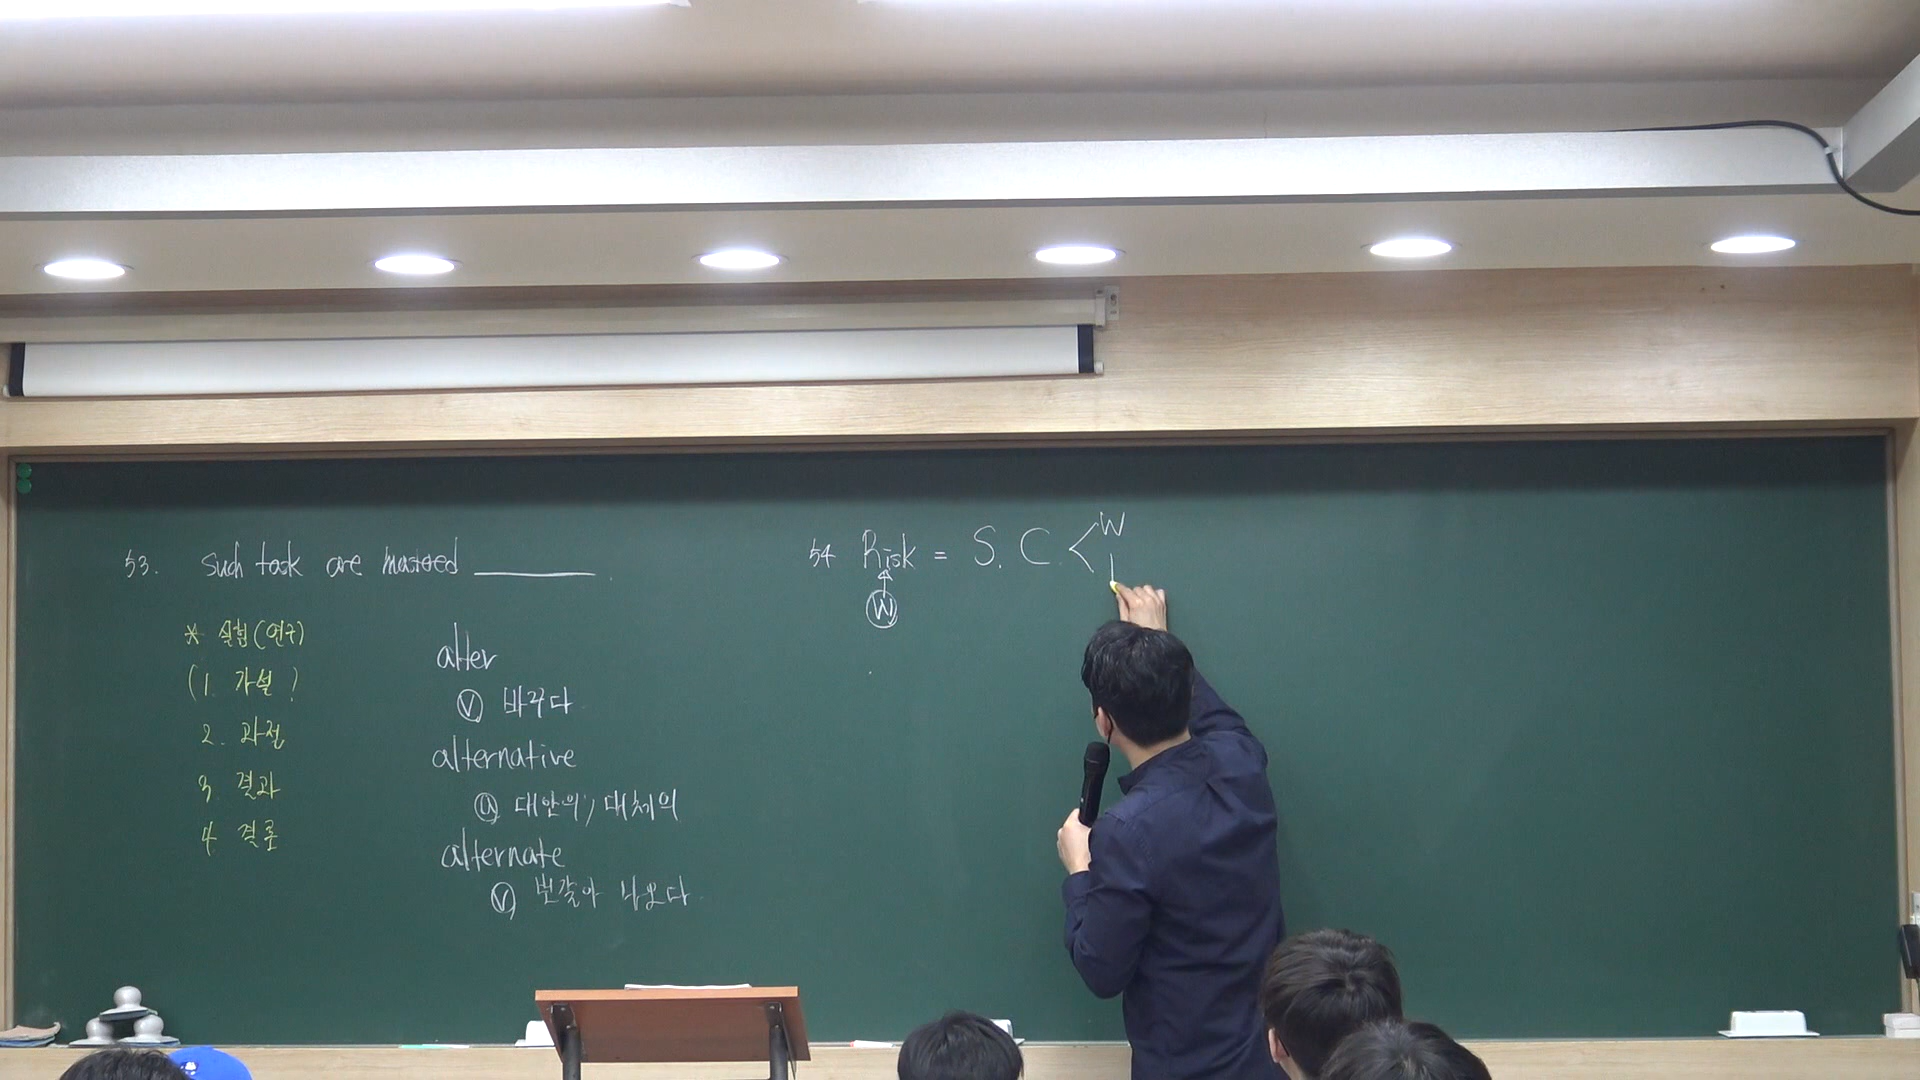 53. Such task are mastered ______.
* 실험(연구)
(1. 가설)
2. 과정
3. 결과
4. 결론
alter
ⓥ 바꾸다
alternative
ⓐ 대안의, 대체의
alternate
ⓥ 번갈아 나오다
54 Risk = S. C. < W
Ⓦ